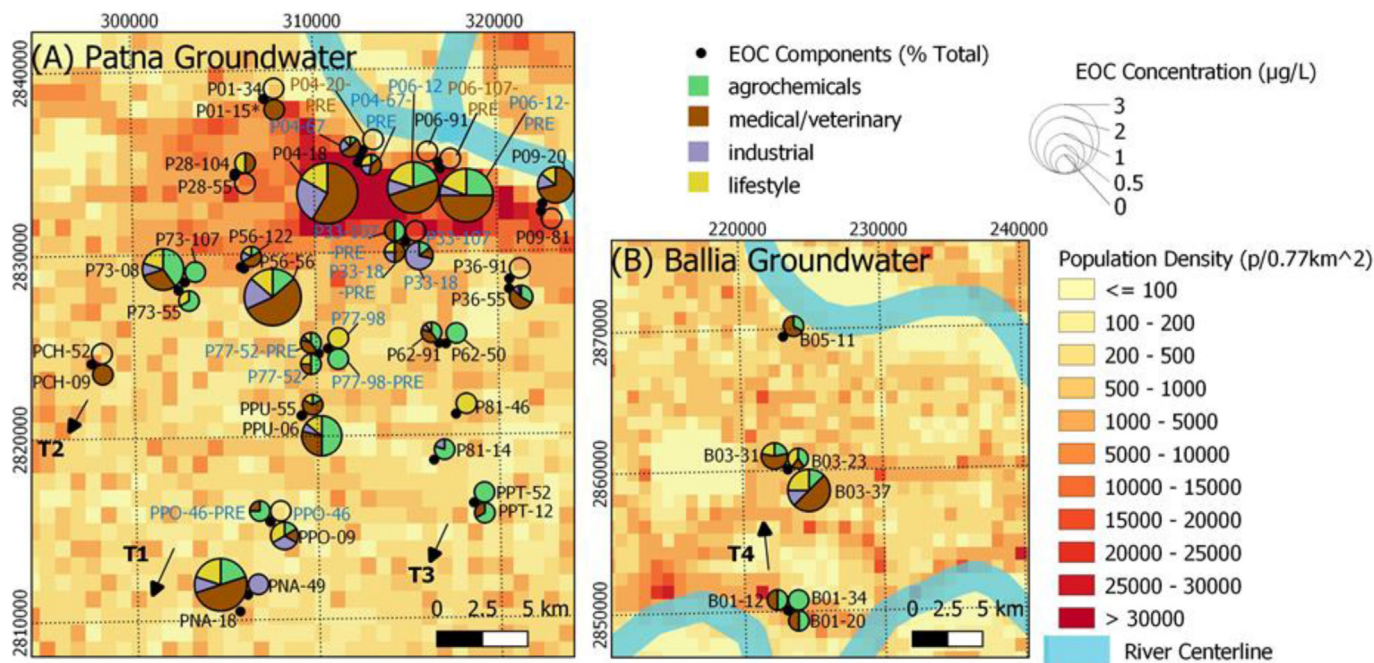 300000
310000
320000
(A) Patna Groundwater
2840000
2830000
2820000
2810000
P01-34
P01-15*
P04-20-
PRE
P04-67-
PRE
P06-12
P06-107-
PRE
P06-12-
PRE
P04-67
P04-18
P06-91
P09-20
P28-104
P28-55
P09-81
P33-107
-PRE
P33-107
P73-107
P56-122
P73-08
P56-56
P33-18
-PRE
P33-18
P36-91
P36-55
P73-55
P77-98
P77-52-PRE
P62-91
P62-50
P77-52
P77-98-PRE
PCH-52
PCH-09
PPU-55
PPU-06
P81-46
T2
P81-14
PPT-52
PPT-12
PPO-46-PRE
PPO-46
PPO-09
T1
T3
PNA-49
PNA-18
0 2.5 5 km
EOC Components (% Total)
agrochemicals
medical/veterinary
industrial
lifestyle
EOC Concentration (µg/L)
3
2
1
0.5
0
220000
230000
240000
(B) Ballia Groundwater
2870000
2860000
2850000
B05-11
B03-31
B03-23
B03-37
T4
B01-12
B01-34
B01-20
0 2.5 5 km
Population Density (p/0.77km^2)
<= 100
100 - 200
200 - 500
500 - 1000
1000 - 5000
5000 - 10000
10000 - 15000
15000 - 20000
20000 - 25000
25000 - 30000
> 30000
River Centerline